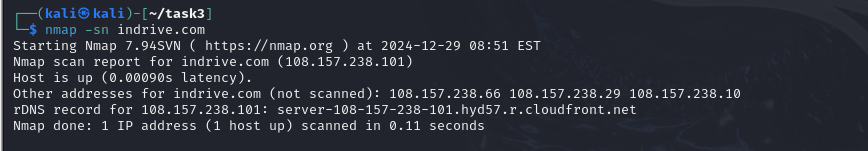 ┌──(kali㉿kali)-[~/task3]
└─$ nmap -sn indrive.com
Starting Nmap 7.94SVN ( https://nmap.org ) at 2024-12-29 08:51 EST
Nmap scan report for indrive.com (108.157.238.101)
Host is up (0.00090s latency).
Other addresses for indrive.com (not scanned): 108.157.238.66 108.157.238.29 108.157.238.10
rDNS record for 108.157.238.101: server-108-157-238-101.hyd57.r.cloudfront.net
Nmap done: 1 IP address (1 host up) scanned in 0.11 seconds